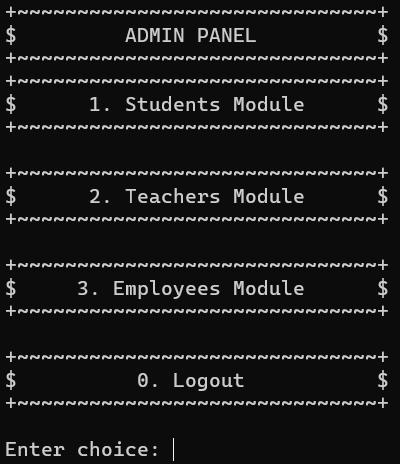 +~~~~~~~~~~~~~~~~~~~~~~~~~~~~~~+
$         ADMIN PANEL          $
+~~~~~~~~~~~~~~~~~~~~~~~~~~~~~~+
+~~~~~~~~~~~~~~~~~~~~~~~~~~~~~~+
$      1. Students Module      $
+~~~~~~~~~~~~~~~~~~~~~~~~~~~~~~+

+~~~~~~~~~~~~~~~~~~~~~~~~~~~~~~+
$      2. Teachers Module      $
+~~~~~~~~~~~~~~~~~~~~~~~~~~~~~~+

+~~~~~~~~~~~~~~~~~~~~~~~~~~~~~~+
$     3. Employees Module      $
+~~~~~~~~~~~~~~~~~~~~~~~~~~~~~~+

+~~~~~~~~~~~~~~~~~~~~~~~~~~~~~~+
$          0. Logout           $
+~~~~~~~~~~~~~~~~~~~~~~~~~~~~~~+

Enter choice: